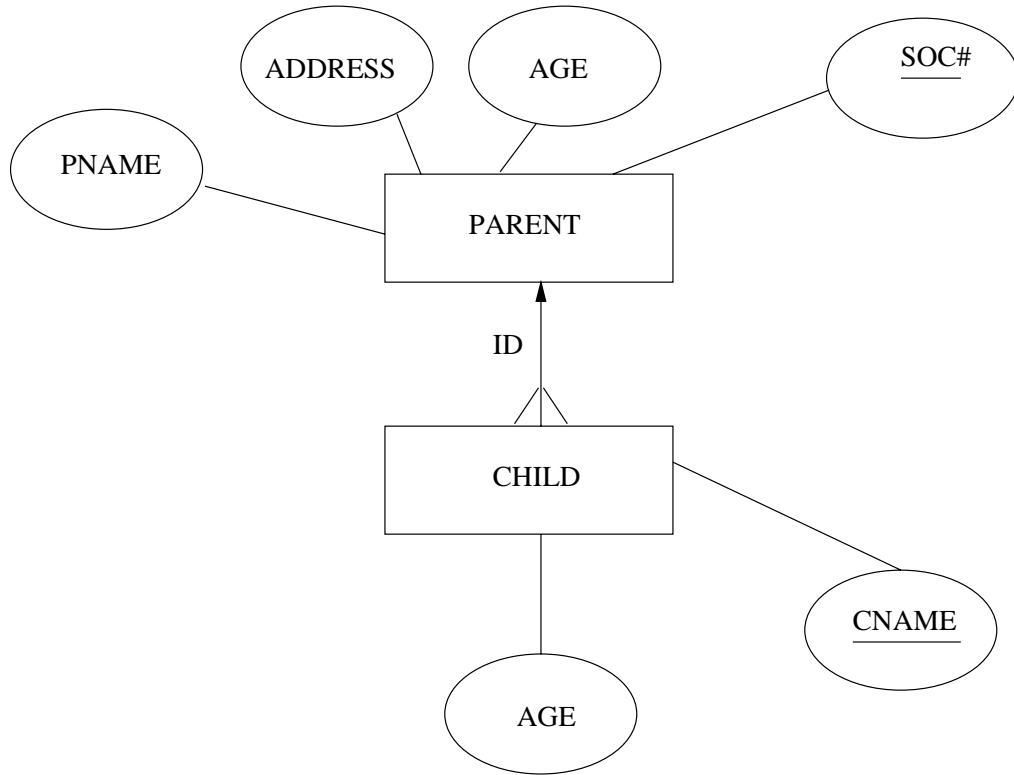 ADDRESS
AGE
SOC#
PNAME
PARENT
ID
CHILD
CNAME
AGE